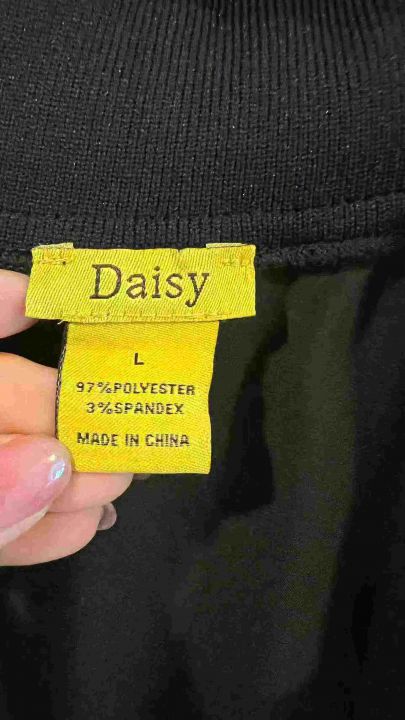 Daisy
L
97%POLYESTER
3%SPANDEX
MADE IN CHINA